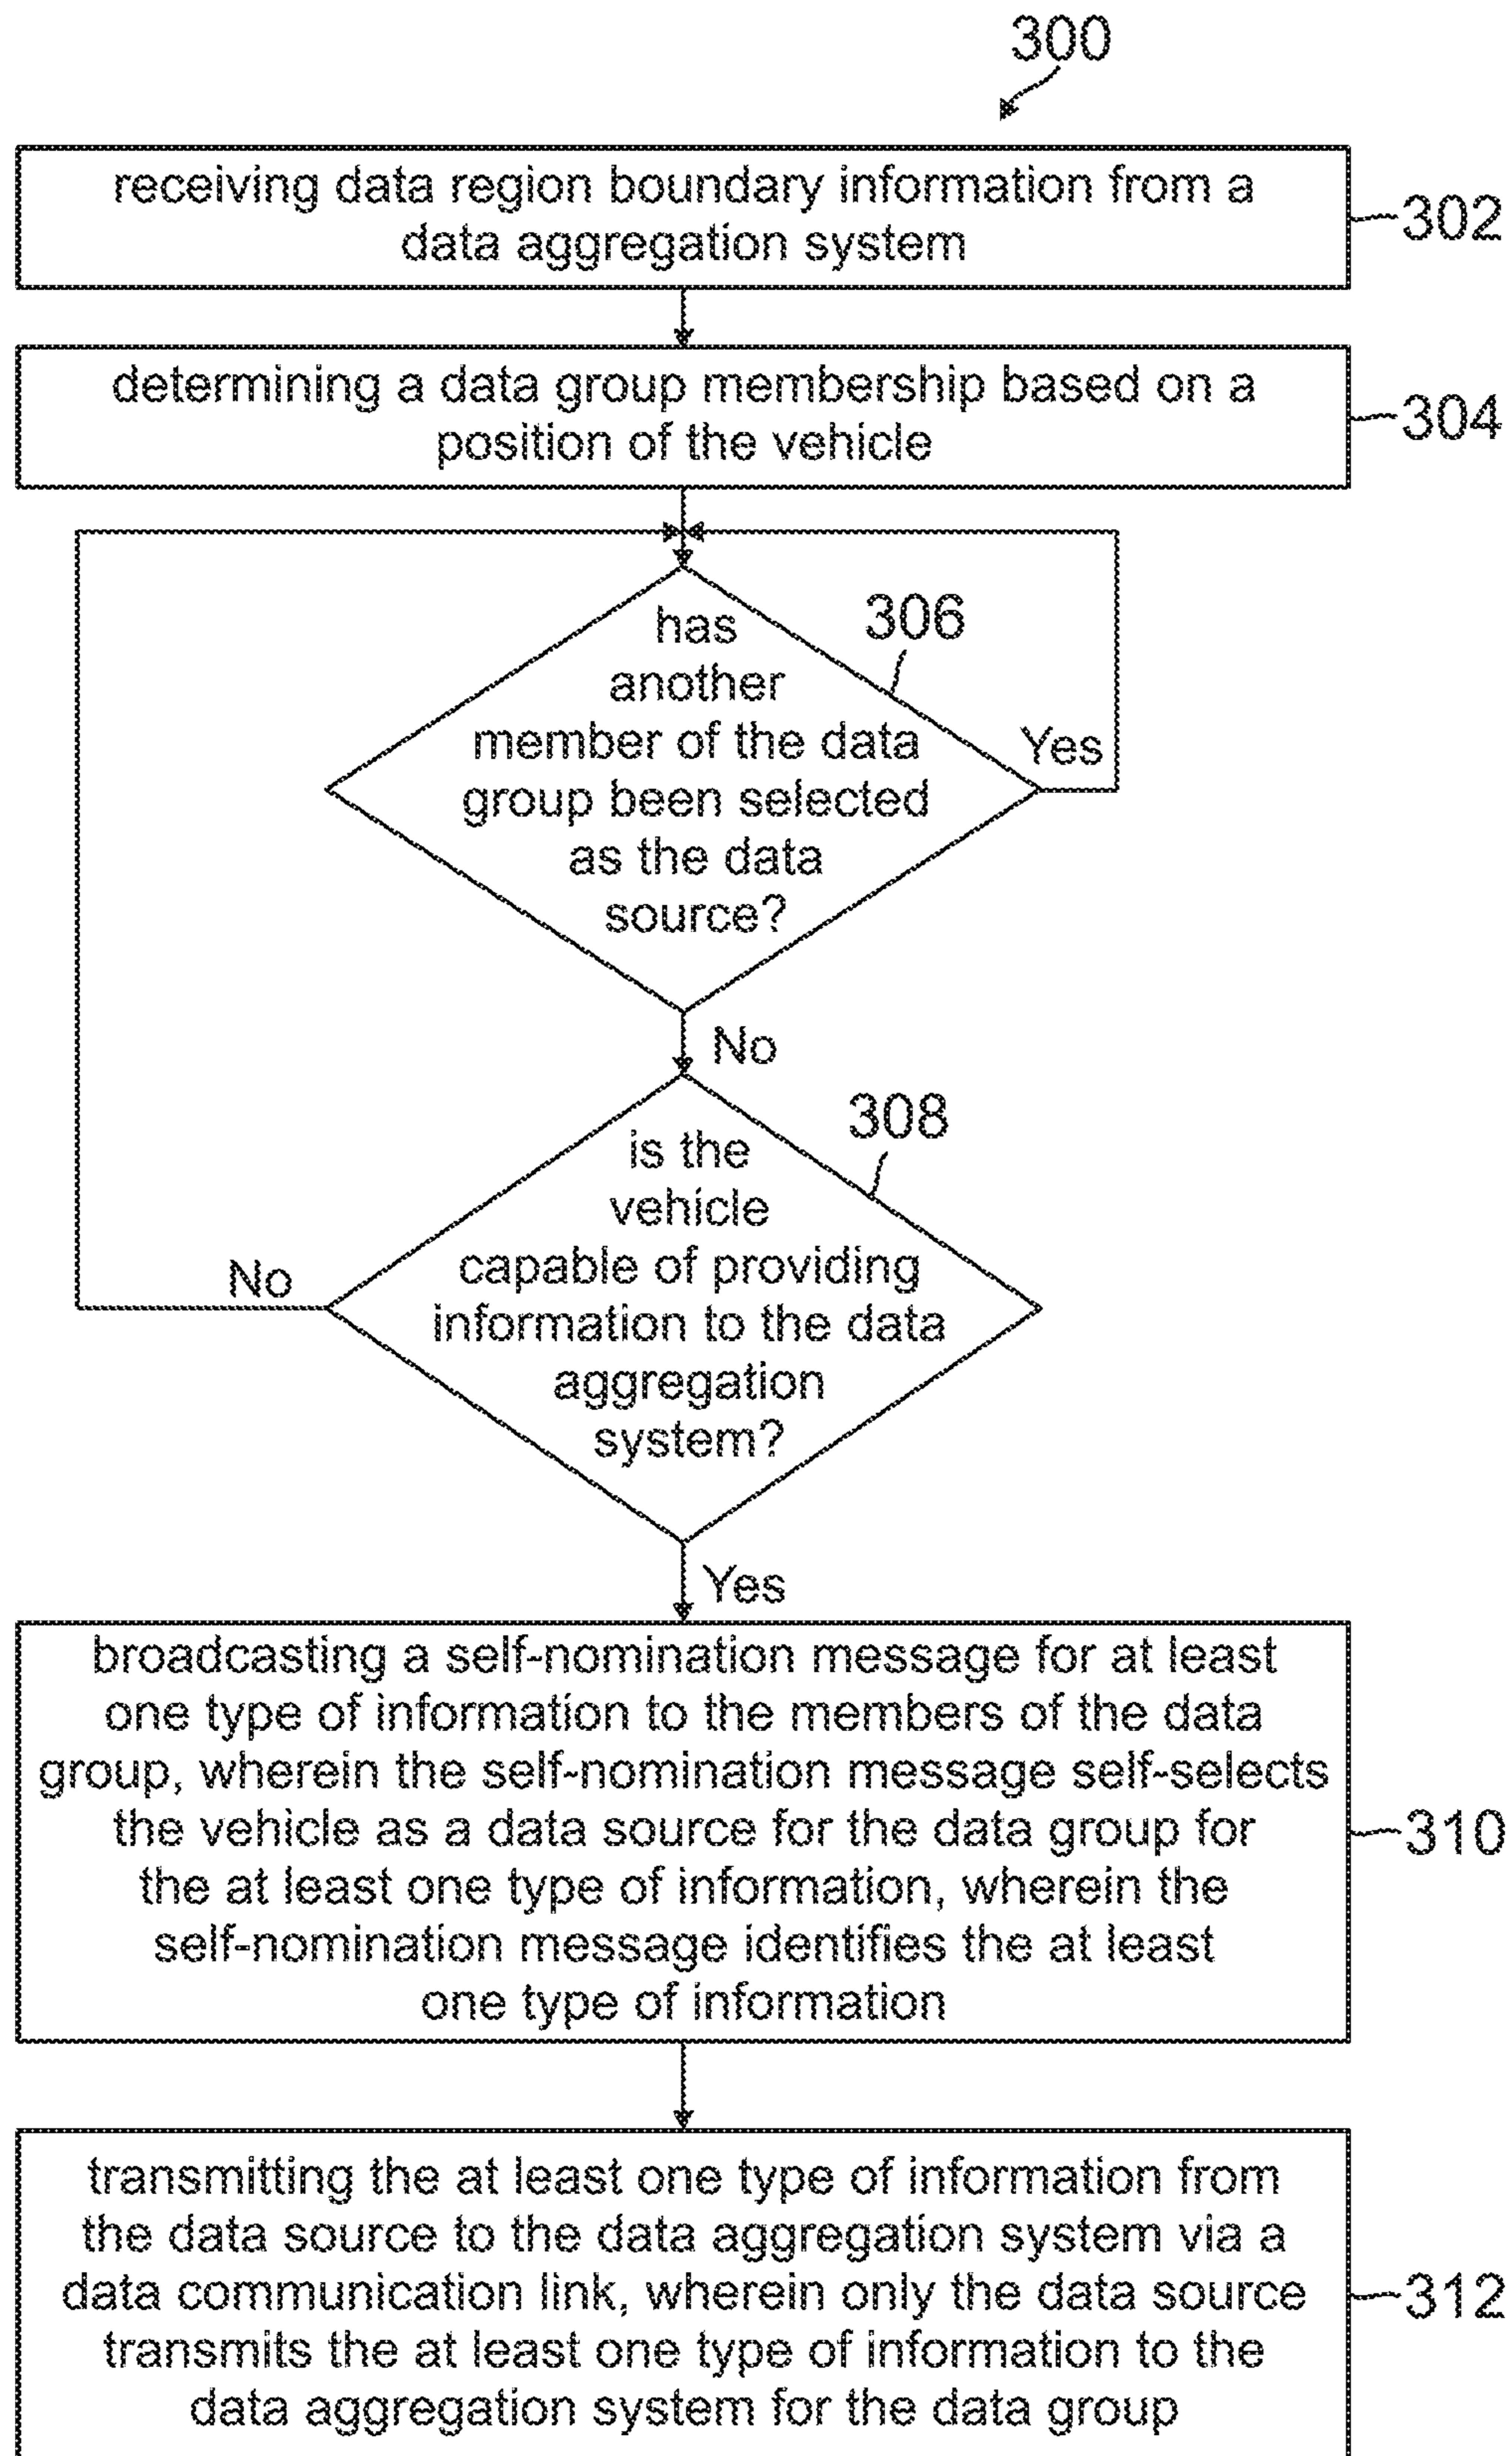 300
receiving data region boundary information from a
data aggregation system
302
determining a data group membership based on a
position of the vehicle
304
has
another
member of the data
group been selected
as the data
source?
306
Yes
No
is the
vehicle
capable of providing
information to the data
aggregation
system?
308
No
Yes
broadcasting a self-nomination message for at least
one type of information to the members of the data
group, wherein the self-nomination message self-selects
the vehicle as a data source for the data group for
the at least one type of information, wherein the
self-nomination message identifies the at least
one type of information
310
transmitting the at least one type of information from
the data source to the data aggregation system via a
data communication link, wherein only the data source
transmits the at least one type of information to the
data aggregation system for the data group
312